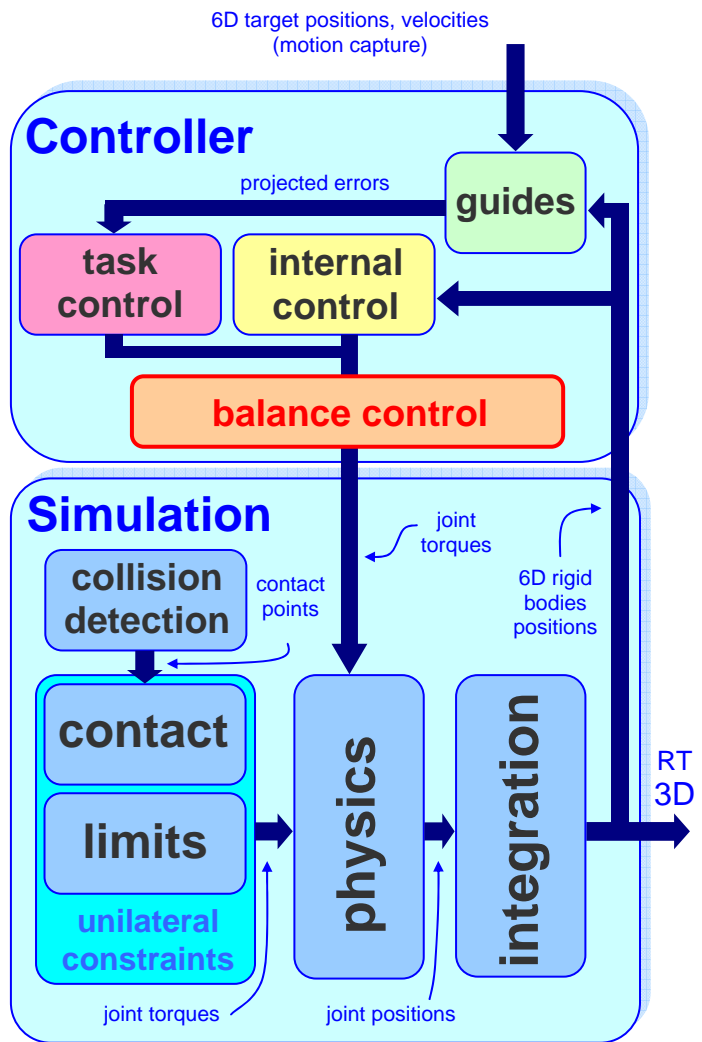 6D target positions, velocities
(motion capture)
Controller
projected errors
guides
task
control
internal
control
balance control
Simulation
joint
torques
collision
detection
contact
points
6D rigid
bodies
positions
contact
limits
unilateral
constraints
physics
integration
RT
3D
joint torques
joint positions